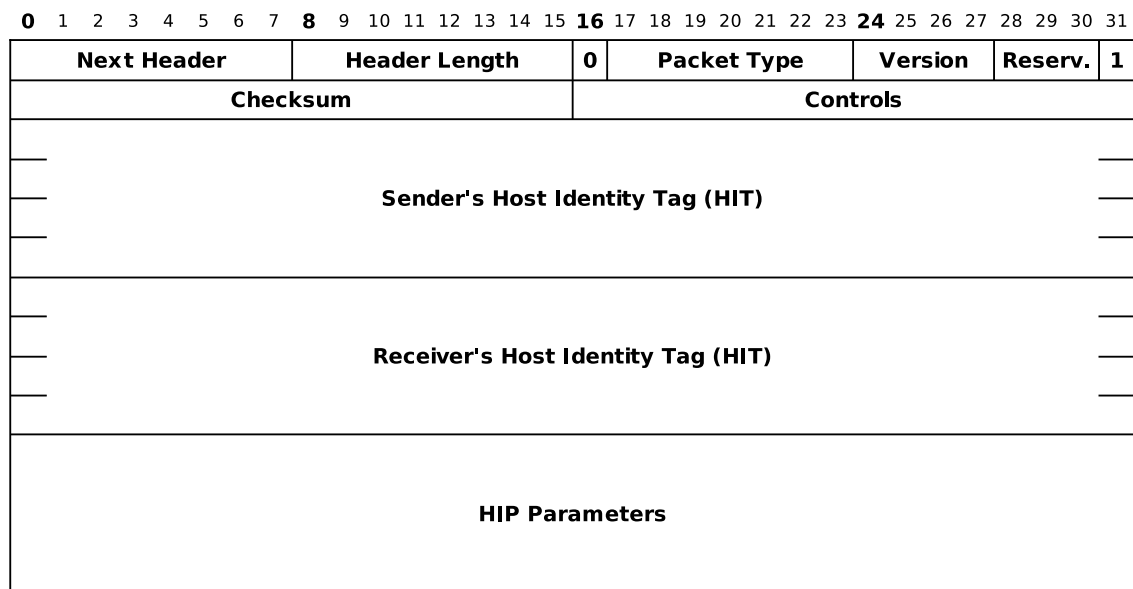 0 1 2 3 4 5 6 7 8 9 10 11 12 13 14 15 16 17 18 19 20 21 22 23 24 25 26 27 28 29 30 31
Next Header Header Length 0 Packet Type Version Reserv. 1
Checksum Controls
Sender's Host Identity Tag (HIT)
Receiver's Host Identity Tag (HIT)
HIP Parameters